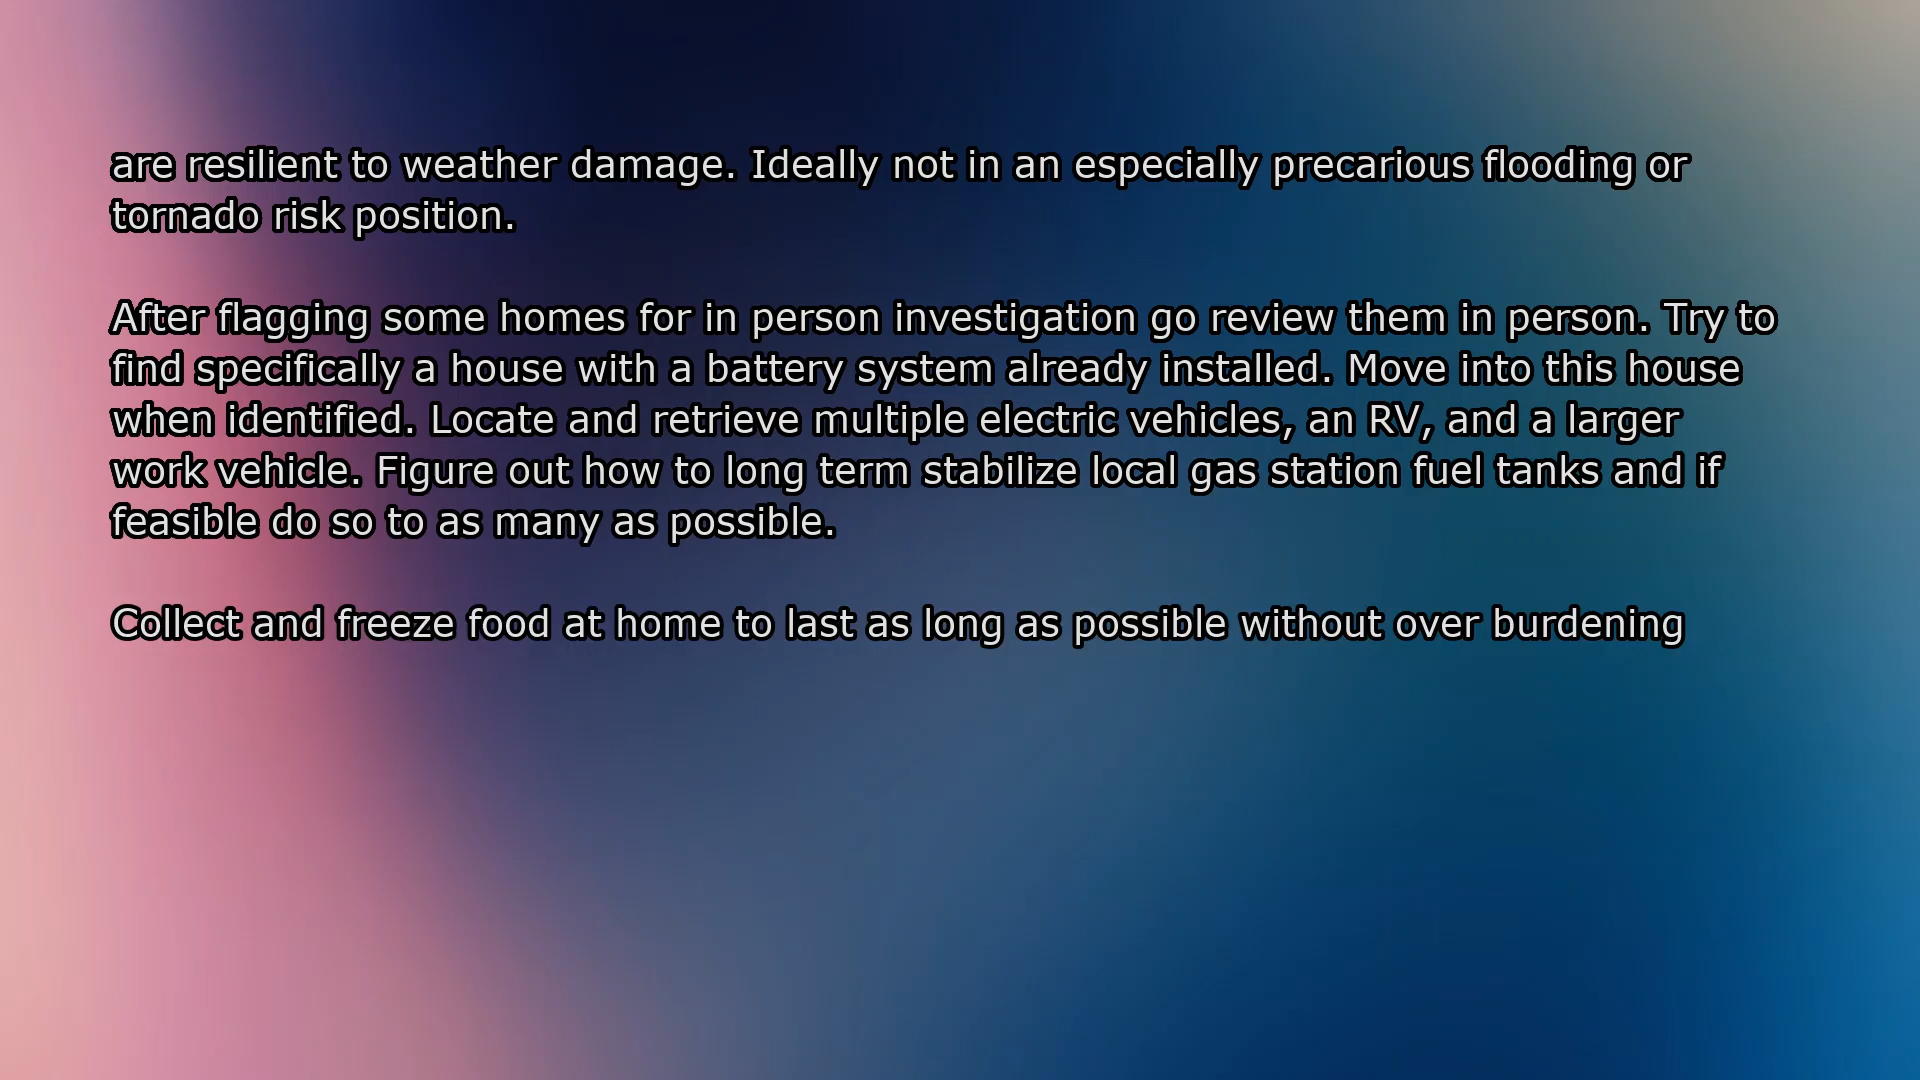 are resilient to weather damage. Ideally not in an especially precarious flooding or
tornado risk position.
After flagging some homes for in person investigation go review them in person. Try to
find specifically a house with a battery system already installed. Move into this house
when identified. Locate and retrieve multiple electric vehicles, an RV, and a larger
work vehicle. Figure out how to long term stabilize local gas station fuel tanks and if
feasible do so to as many as possible.
Collect and freeze food at home to last as long as possible without over burdening